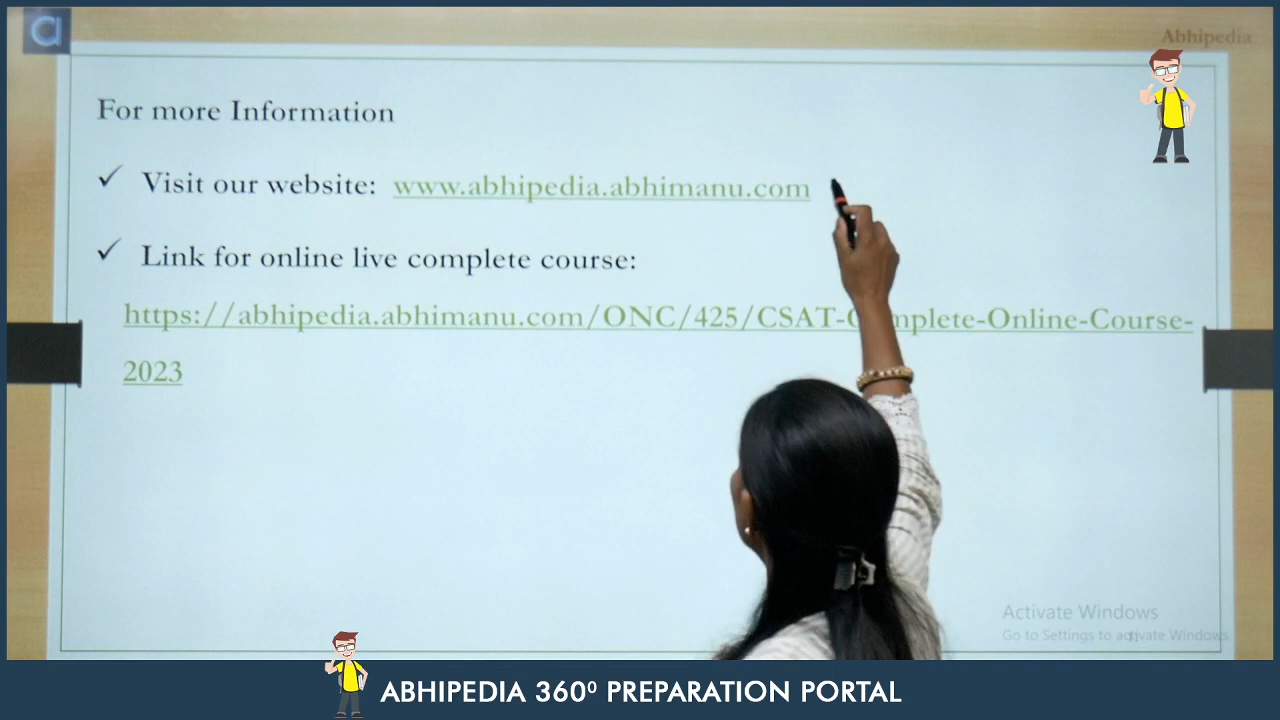 Abhipedia
For more Information
✓ Visit our website: www.abhipedia.abhimanu.com
✓ Link for online live complete course:
https://abhipedia.abhimanu.com/ONC/425/CSAT-Complete-Online-Course-
2023
Activate Windows
Go to Settings to activate Windows
ABHIPEDIA 360⁰ PREPARATION PORTAL